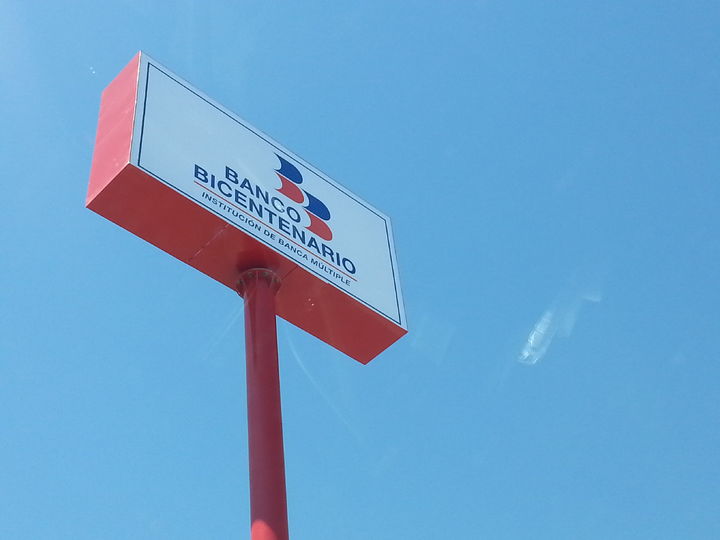 BANCO
BICENTENARIO
INSTITUCIÓN DE BANCA MÚLTIPLE